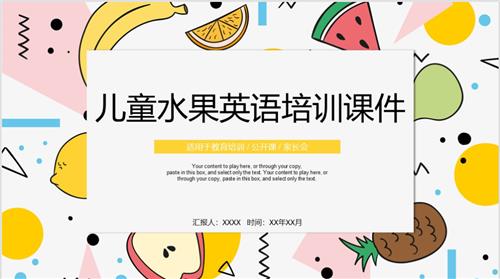 儿童水果英语培训课件
适用于教育培训 / 公开课 / 家长会
Your content to play here, or through your copy,
paste in this box, and select only the text. Your content to play here, or
through your copy, paste in this box, and select only the text.
汇报人：XXXX 时间：XX年XX月